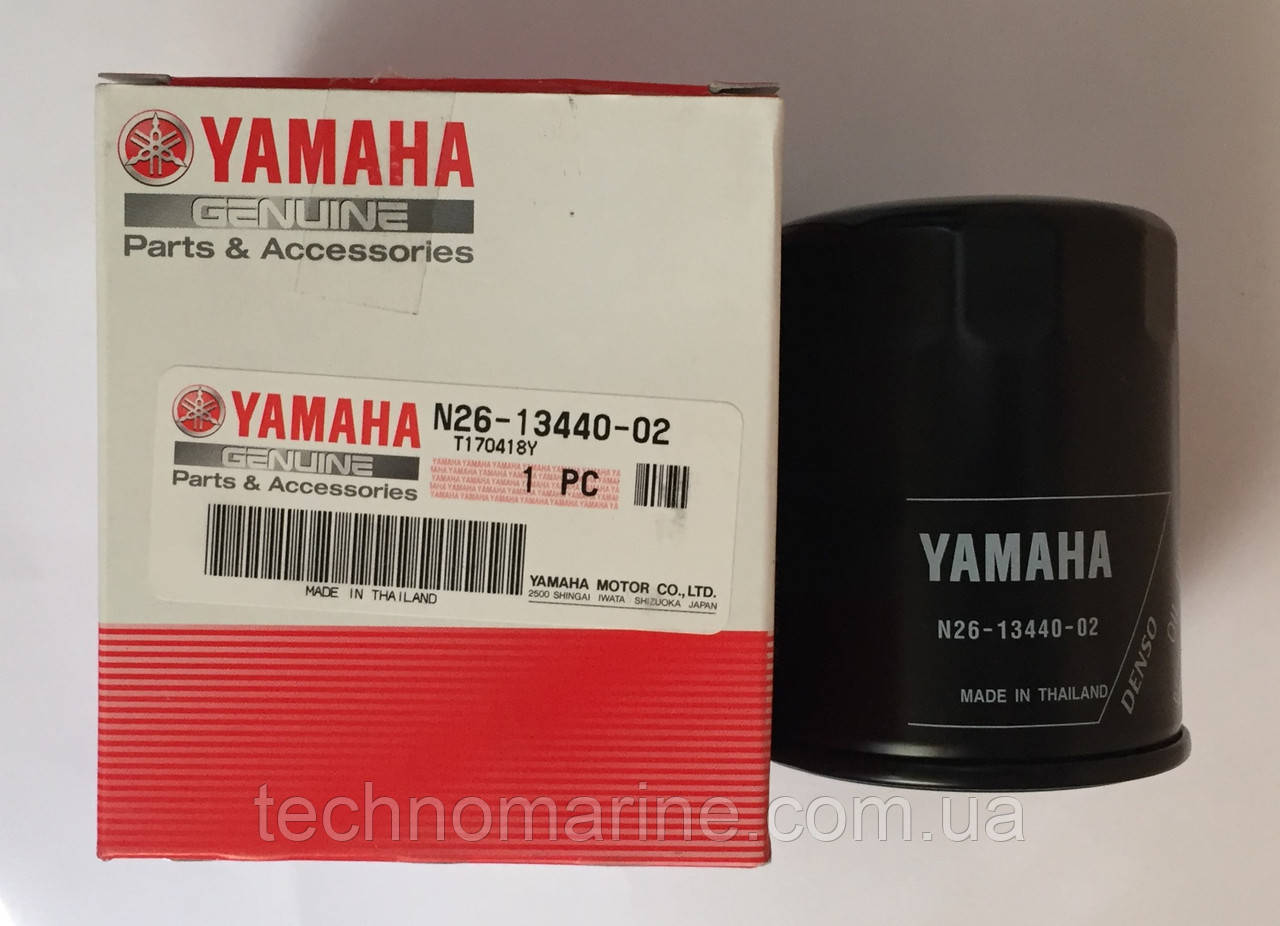 YAMAHA
GENUINE
Parts & Accessories
YAMAHA
GENUINE
Parts & Accessories
N26-13440-02
T170418Y
1 PC
MADE IN THAILAND
YAMAHA MOTOR CO.,LTD.
2500 SHINGAI IWATA SHIZUOKA JAPAN
YAMAHA
N26-13440-02
MADE IN THAILAND
DENSO
technomarine.com.ua